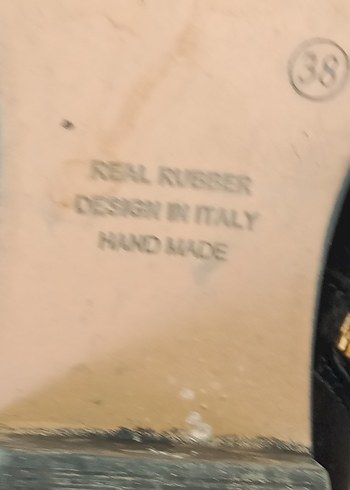 38
REAL RUBBER
DESIGN IN ITALY
HAND MADE